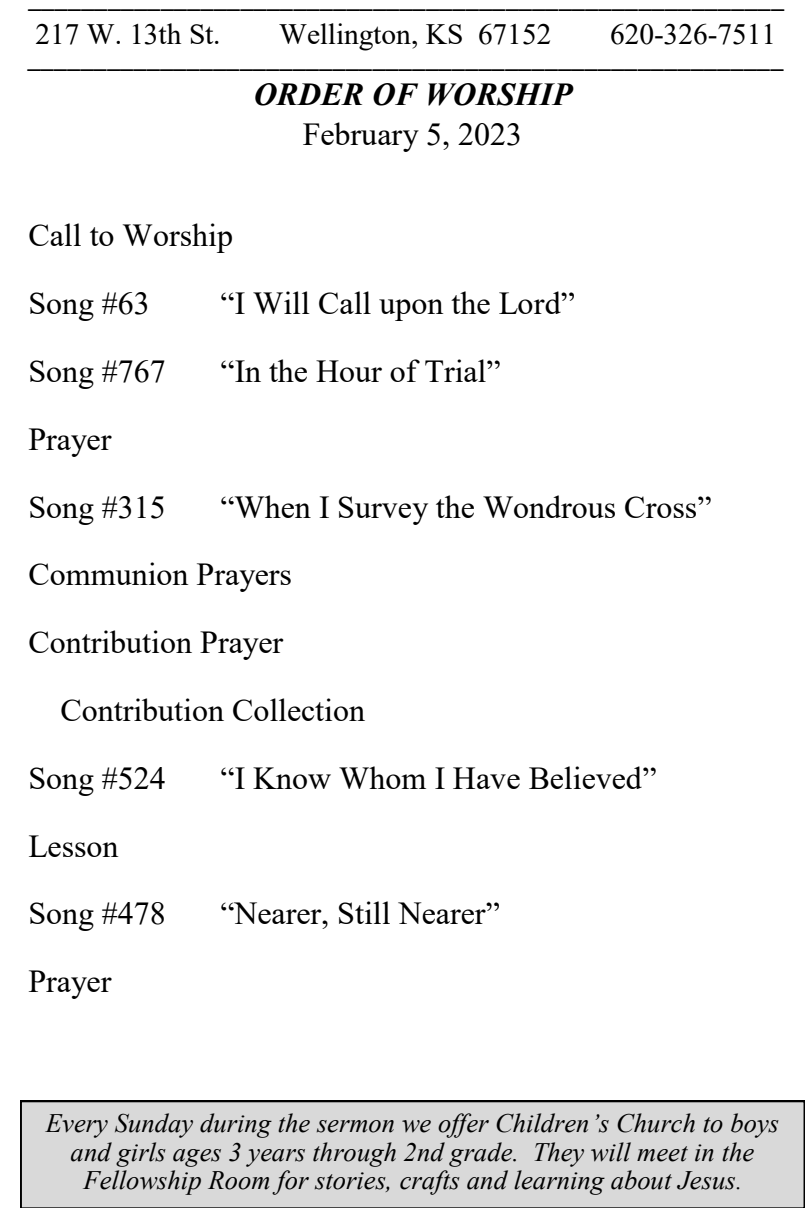 217 W. 13th St. Wellington, KS 67152 620-326-7511
ORDER OF WORSHIP
February 5, 2023
Call to Worship
Song #63 “I Will Call upon the Lord”
Song #767 “In the Hour of Trial”
Prayer
Song #315 “When I Survey the Wondrous Cross”
Communion Prayers
Contribution Prayer
Contribution Collection
Song #524 “I Know Whom I Have Believed”
Lesson
Song #478 “Nearer, Still Nearer”
Prayer
Every Sunday during the sermon we offer Children’s Church to boys
and girls ages 3 years through 2nd grade. They will meet in the
Fellowship Room for stories, crafts and learning about Jesus.